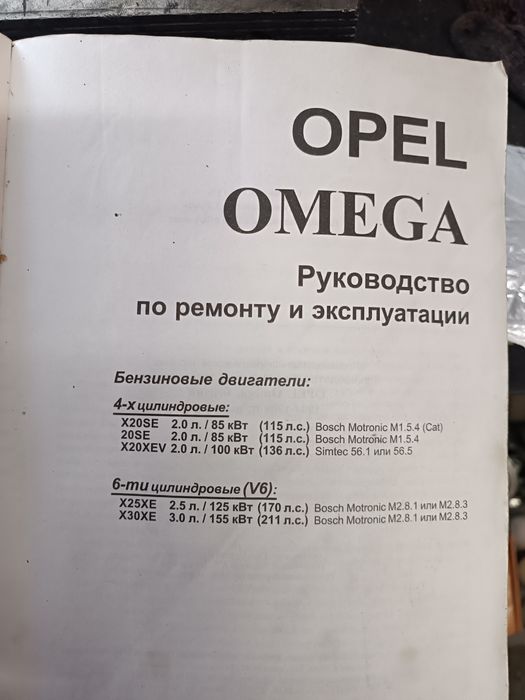 OPEL
OMEGA
Руководство
по ремонту и эксплуатации
Бензиновые двигатели:
4-х цилиндровые:
X20SE 2.0 л. / 85 кВт (115 л.с.) Bosch Motronic M1.5.4 (Cat)
20SE 2.0 л. / 85 кВт (115 л.с.) Bosch Motronic M1.5.4
X20XEV 2.0 л. / 100 кВт (136 л.с.) Simtec 56.1 или 56.5
6-ти цилиндровые (V6):
X25XE 2.5 л. / 125 кВт (170 л.с.) Bosch Motronic M2.8.1 или M2.8.3
X30XE 3.0 л. / 155 кВт (211 л.с.) Bosch Motronic M2.8.1 или M2.8.3